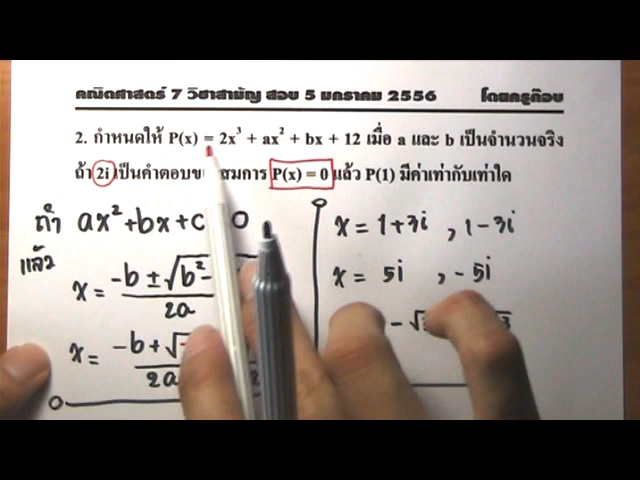 คณิตศาสตร์ 7 วิชาสามัญ สอบ 5 มกราคม 2556 โดยครูก๊อบ
2. กำหนดให้ P(x) = 2x³ + ax² + bx + 12 เมื่อ a และ b เป็นจำนวนจริง
ถ้า 2i เป็นคำตอบข สมการ P(x) = 0 แล้ว P(1) มีค่าเท่ากับเท่าใด
ถ้า ax² + bx + c 0
แล้ว
x = -b ± √b² -
2a
x = -b + √-
2a
x = 1+3i , 1-3i
x = 5i , -5i